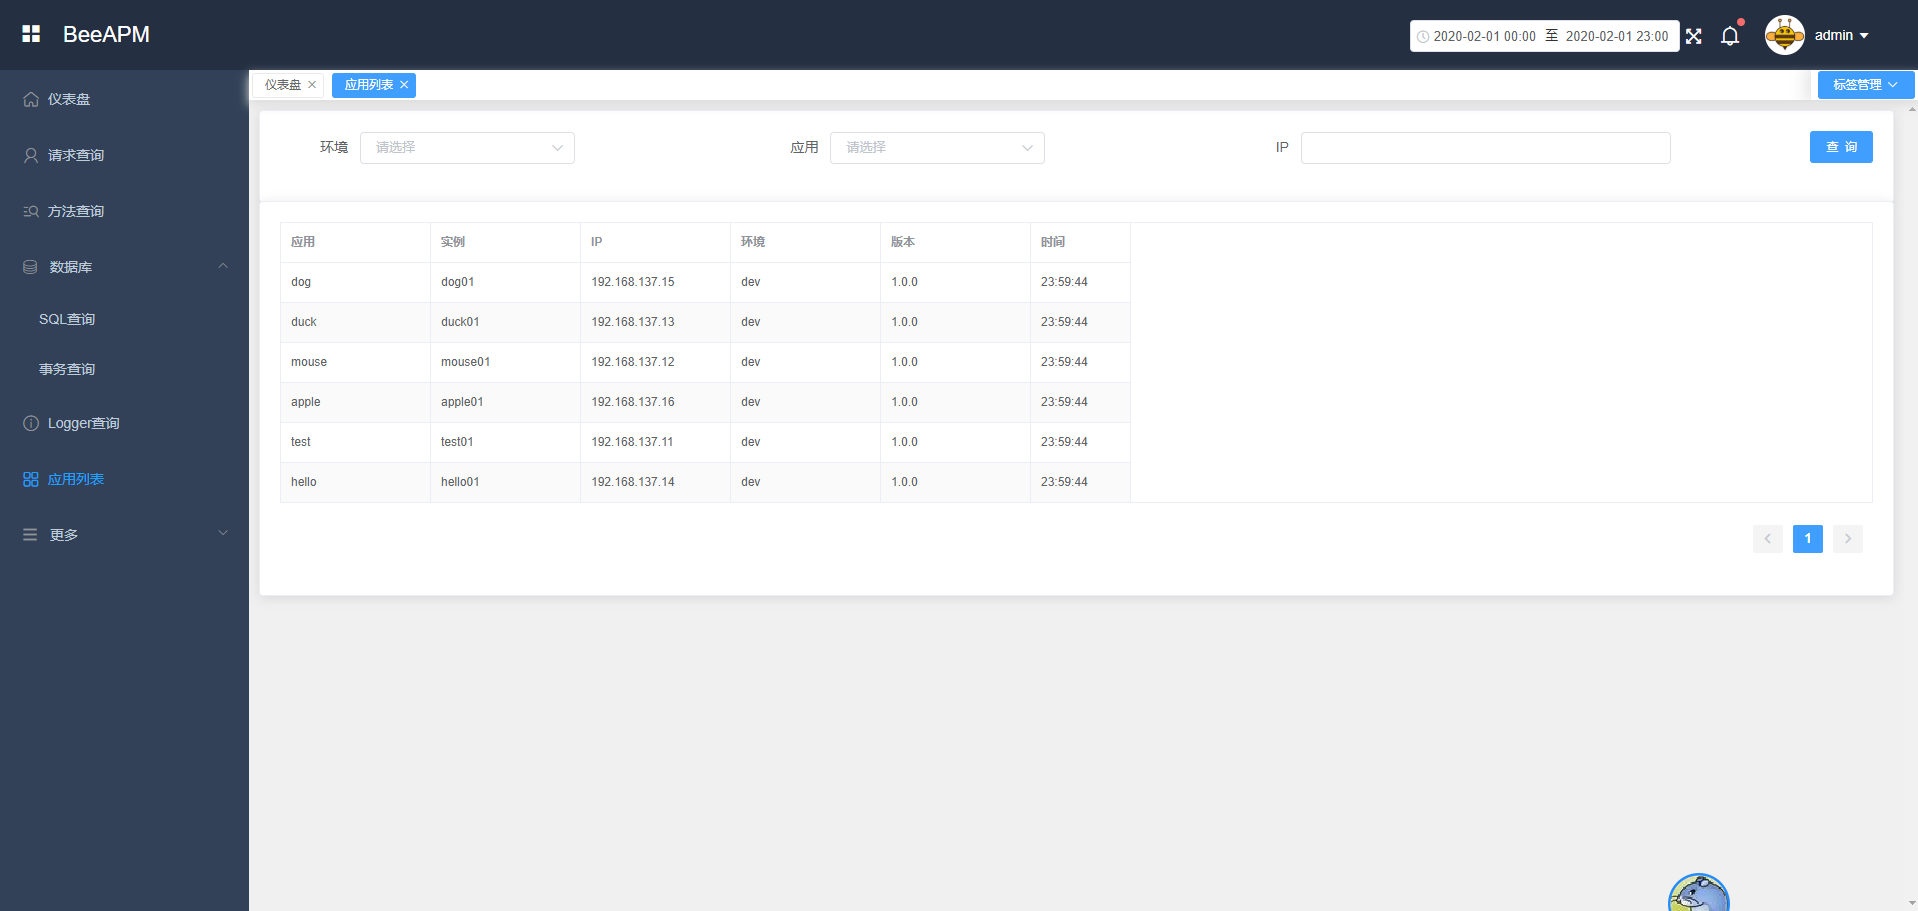 BeeAPM
2020-02-01 00:00 至 2020-02-01 23:00
admin
仪表盘
请求查询
方法查询
数据库
SQL查询
事务查询
Logger查询
应用列表
更多
仪表盘 应用列表 标签管理
环境 请选择 应用 请选择 IP 查 询
应用 实例 IP 环境 版本 时间
dog dog01 192.168.137.15 dev 1.0.0 23:59:44
duck duck01 192.168.137.13 dev 1.0.0 23:59:44
mouse mouse01 192.168.137.12 dev 1.0.0 23:59:44
apple apple01 192.168.137.16 dev 1.0.0 23:59:44
test test01 192.168.137.11 dev 1.0.0 23:59:44
hello hello01 192.168.137.14 dev 1.0.0 23:59:44
1